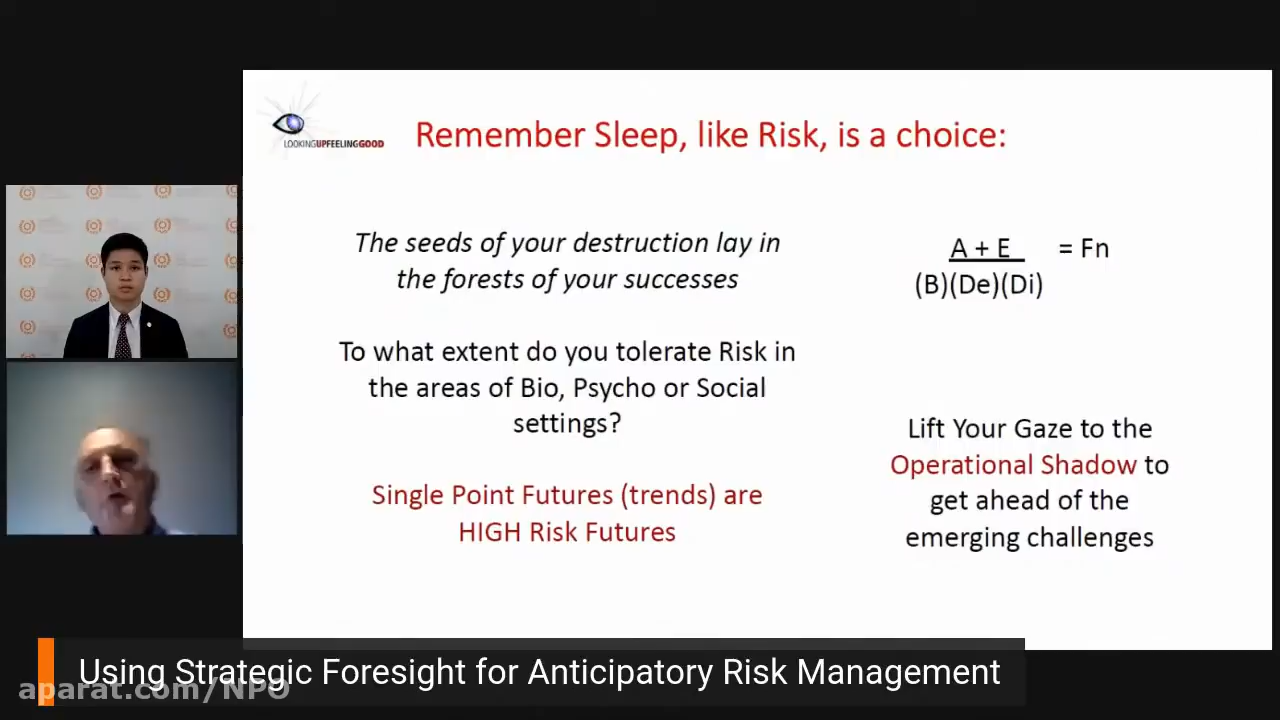 LOOKINGUPFEELINGGOOD
Remember Sleep, like Risk, is a choice:
The seeds of your destruction lay in
the forests of your successes
To what extent do you tolerate Risk in
the areas of Bio, Psycho or Social
settings?
Single Point Futures (trends) are
HIGH Risk Futures
A + E = Fn
(B)(De)(Di)
Lift Your Gaze to the
Operational Shadow to
get ahead of the
emerging challenges
Using Strategic Foresight for Anticipatory Risk Management
aparat.com/NPO